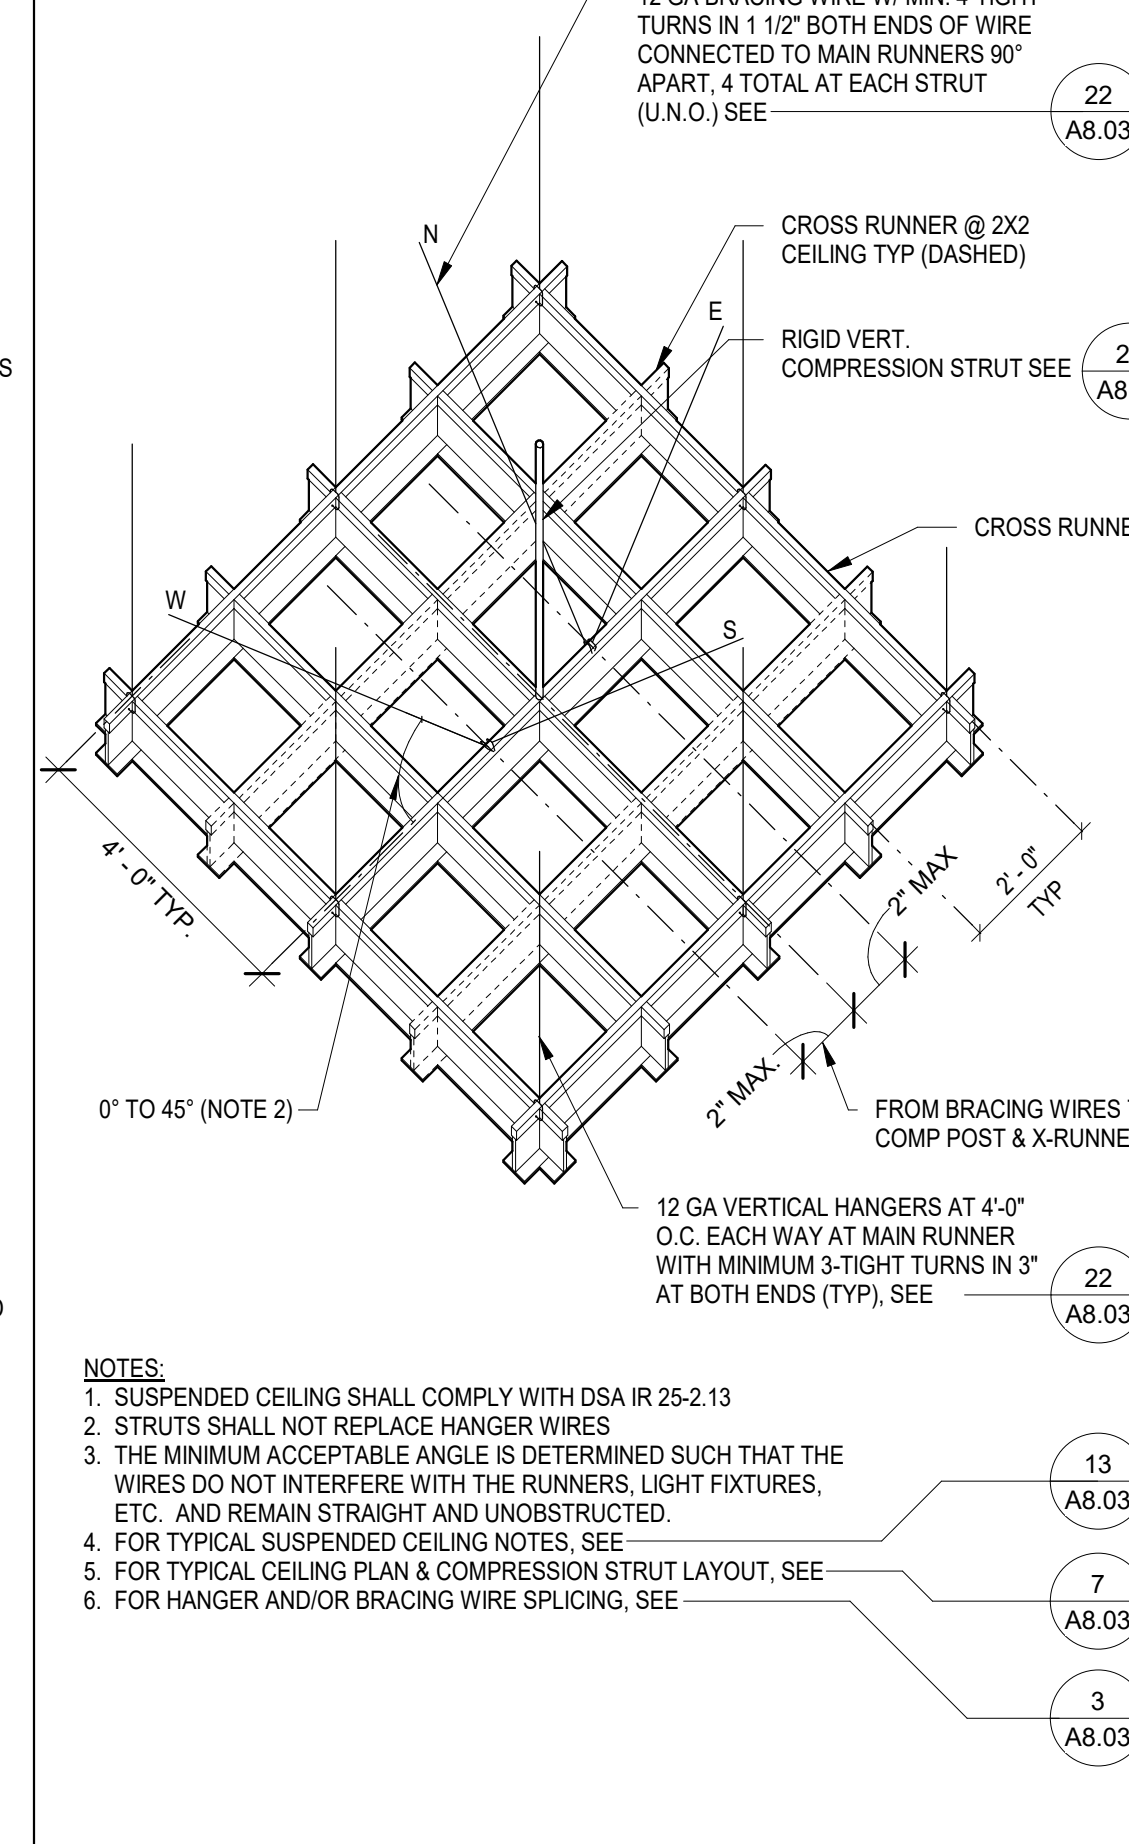 TURNS IN 1 1/2" BOTH ENDS OF WIRE
CONNECTED TO MAIN RUNNERS 90°
APART, 4 TOTAL AT EACH STRUT
(U.N.O.) SEE
22
A8.03
N
CROSS RUNNER @ 2X2
CEILING TYP (DASHED)
E
RIGID VERT.
COMPRESSION STRUT SEE
2
A8.
S
CROSS RUNNE
W
S
4' - 0" TYP.
2" MAX
2' - 0"
TYP
2" MAX.
0° TO 45° (NOTE 2)
FROM BRACING WIRES
COMP POST & X-RUNNE
12 GA VERTICAL HANGERS AT 4'-0"
O.C. EACH WAY AT MAIN RUNNER
WITH MINIMUM 3-TIGHT TURNS IN 3"
AT BOTH ENDS (TYP), SEE
22
A8.03
NOTES:
1. SUSPENDED CEILING SHALL COMPLY WITH DSA IR 25-2.13
2. STRUTS SHALL NOT REPLACE HANGER WIRES
3. THE MINIMUM ACCEPTABLE ANGLE IS DETERMINED SUCH THAT THE
WIRES DO NOT INTERFERE WITH THE RUNNERS, LIGHT FIXTURES,
ETC. AND REMAIN STRAIGHT AND UNOBSTRUCTED.
4. FOR TYPICAL SUSPENDED CEILING NOTES, SEE
13
A8.03
5. FOR TYPICAL CEILING PLAN & COMPRESSION STRUT LAYOUT, SEE
7
A8.03
6. FOR HANGER AND/OR BRACING WIRE SPLICING, SEE
3
A8.03